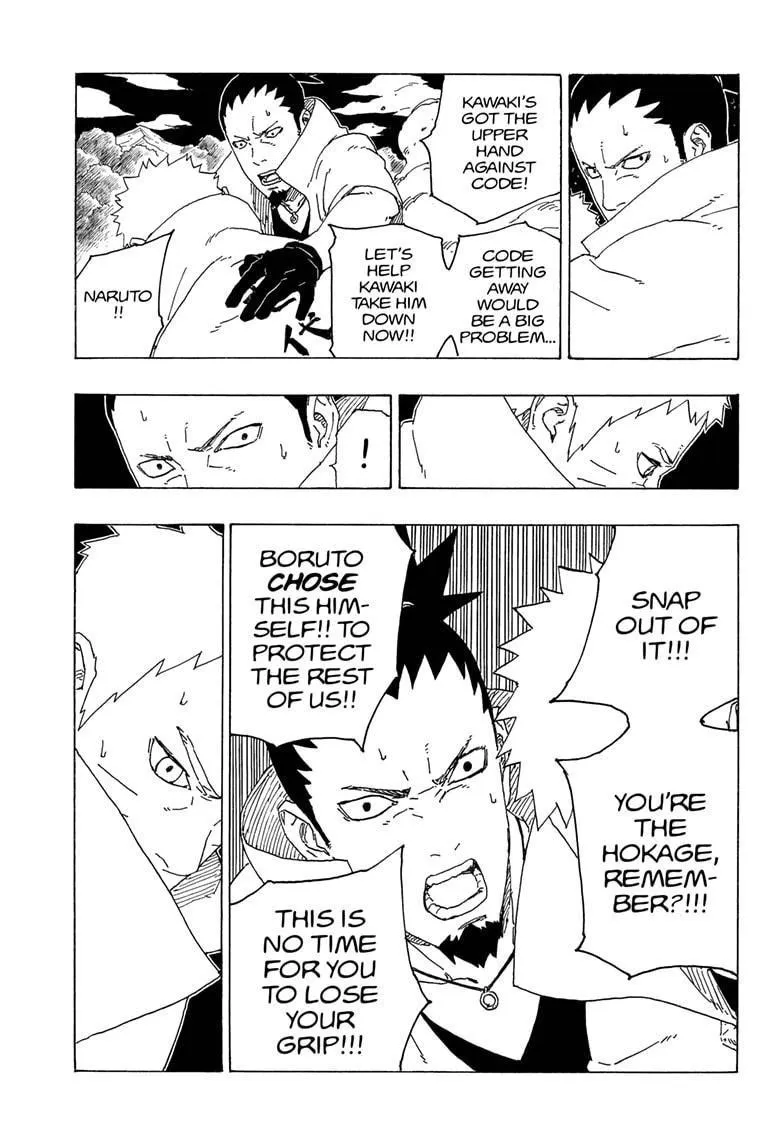 KAWAKI'S
GOT THE
UPPER
HAND
AGAINST
CODE!
CODE
GETTING
AWAY
WOULD
BE A BIG
PROBLEM...
LET'S
HELP
KAWAKI
TAKE HIM
DOWN
NOW!!
NARUTO
!!
!
SNAP
OUT OF
IT!!!
YOU'RE
THE
HOKAGE,
REMEM-
BER?!!!
BORUTO
CHOSE
THIS HIM-
SELF!! TO
PROTECT
THE REST
OF US!!
THIS IS
NO TIME
FOR YOU
TO LOSE
YOUR
GRIP!!!